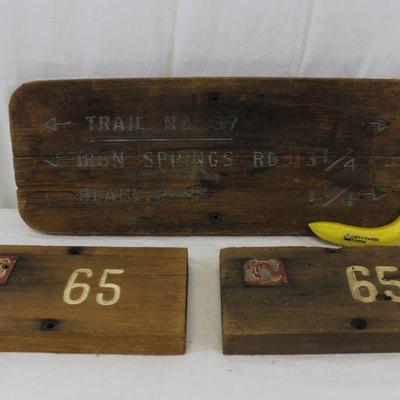 TRAIL NO. 37
IRON SPRINGS RD. 3 1/4
BLAIR PASS 1 1/4
65
65